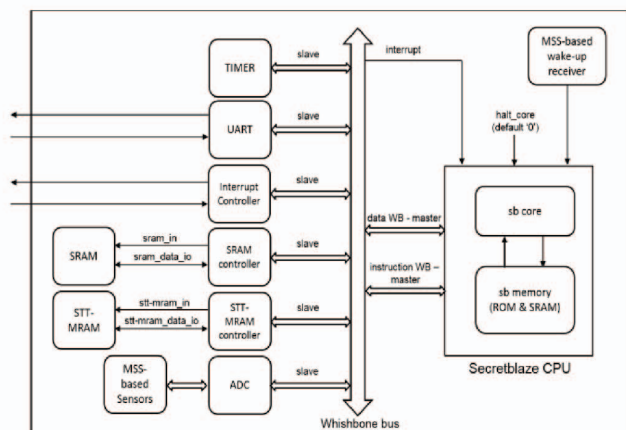 TIMER
slave
UART
slave
Interrupt
Controller
slave
SRAM
sram_in
sram_data_io
SRAM
controller
slave
STT-
MRAM
stt-mram_in
stt-mram_data_io
STT-
MRAM
controller
slave
MSS-
based
Sensors
ADC
slave
Whishbone bus
interrupt
MSS-based
wake-up
receiver
halt_core
(default '0')
data WB - master
instruction WB –
master
sb core
sb memory
(ROM & SRAM)
Secretblaze CPU